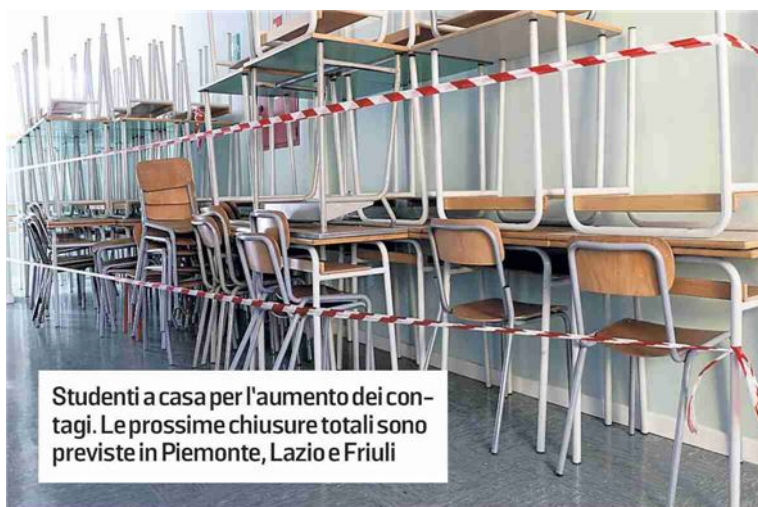 Studenti a casa per l'aumento dei con-
tagi. Le prossime chiusure totali sono
previste in Piemonte, Lazio e Friuli